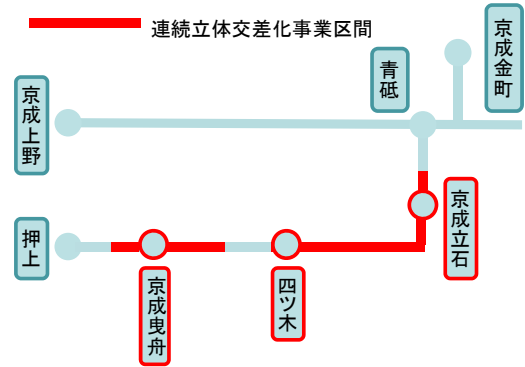 連続立体交差化事業区間
京成金町
青砥
京成上野
京成立石
押上
四ツ木
京成曳舟